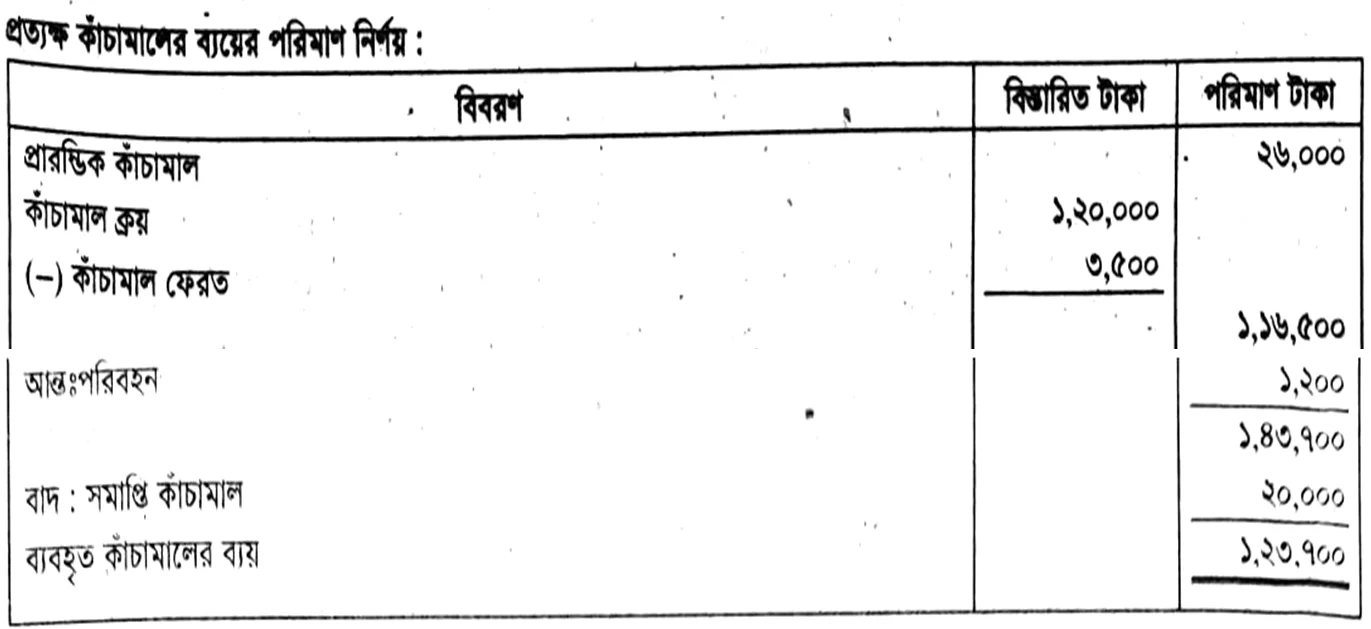 প্রত্যক্ষ কাঁচামালের ব্যয়ের পরিমাণ নির্ণয় :
বিবরণ বিস্তারিত টাকা পরিমাণ টাকা
প্রারম্ভিক কাঁচামাল ২৬,০০০
কাঁচামাল ক্রয় ১,২০,০০০
(−) কাঁচামাল ফেরত ৩,৫০০
১,১৬,৫০০
আন্তঃপরিবহন ১,২০০
১,৪৩,৭০০
বাদ : সমাপ্তি কাঁচামাল ২০,০০০
ব্যবহৃত কাঁচামালের ব্যয় ১,২৩,৭০০